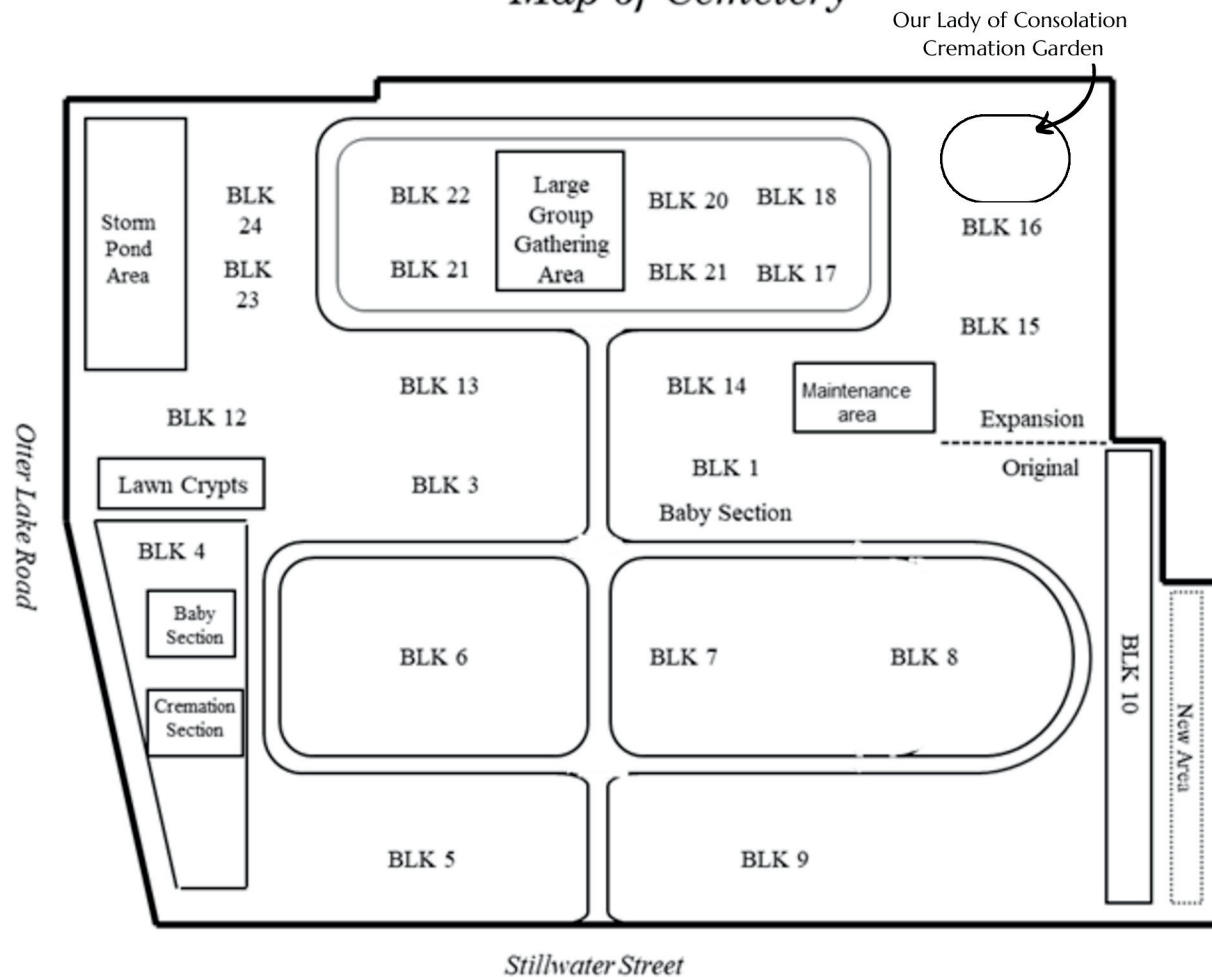 Map of Cemetery
Our Lady of Consolation
Cremation Garden
Storm
Pond
Area
BLK
24
BLK
23
BLK 22
BLK 21
Large
Group
Gathering
Area
BLK 20
BLK 18
BLK 21
BLK 17
BLK 16
BLK 15
BLK 13
BLK 14
Maintenance
area
BLK 12
Expansion
Original
Lawn Crypts
BLK 3
BLK 1
Baby Section
Otter Lake Road
BLK 4
Baby
Section
Cremation
Section
BLK 6
BLK 7
BLK 8
BLK 10
New Area
BLK 5
BLK 9
Stillwater Street